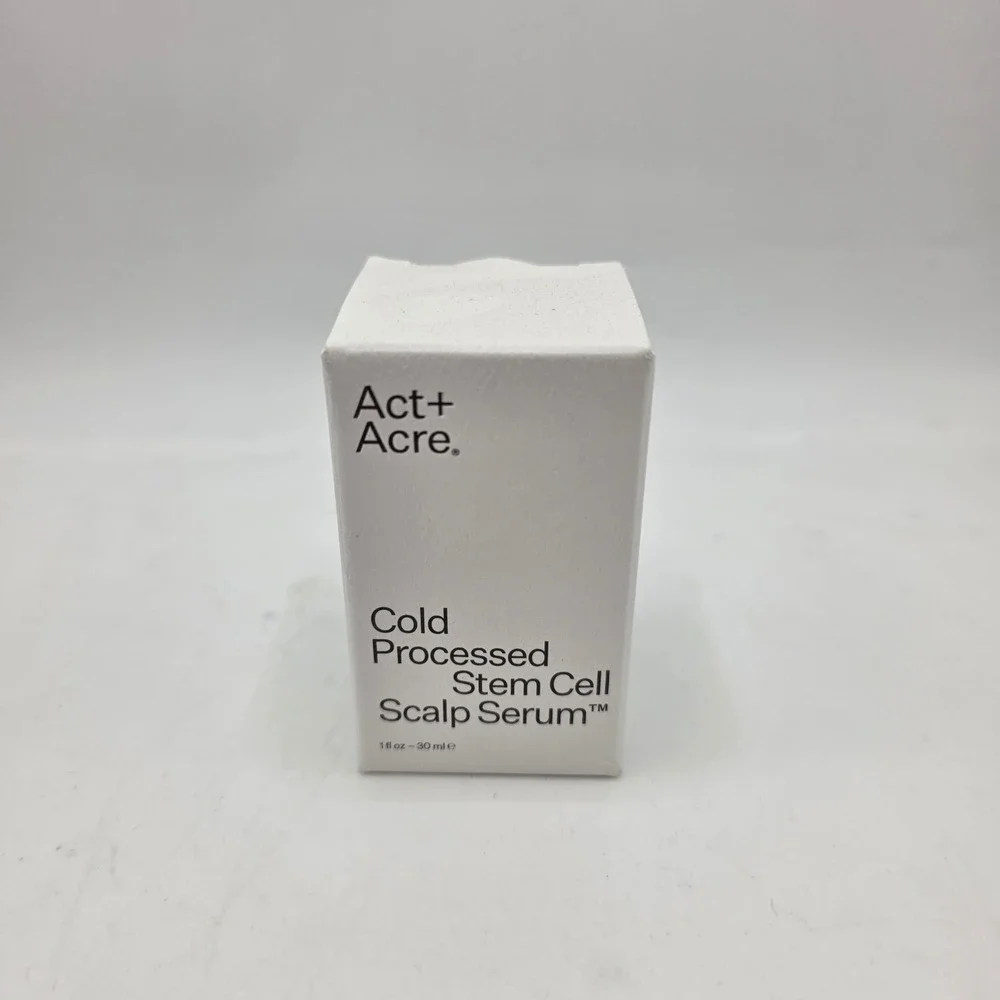 Act+
Acre®
Cold
Processed
Stem Cell
Scalp Serum™
1 fl oz – 30 ml ℮